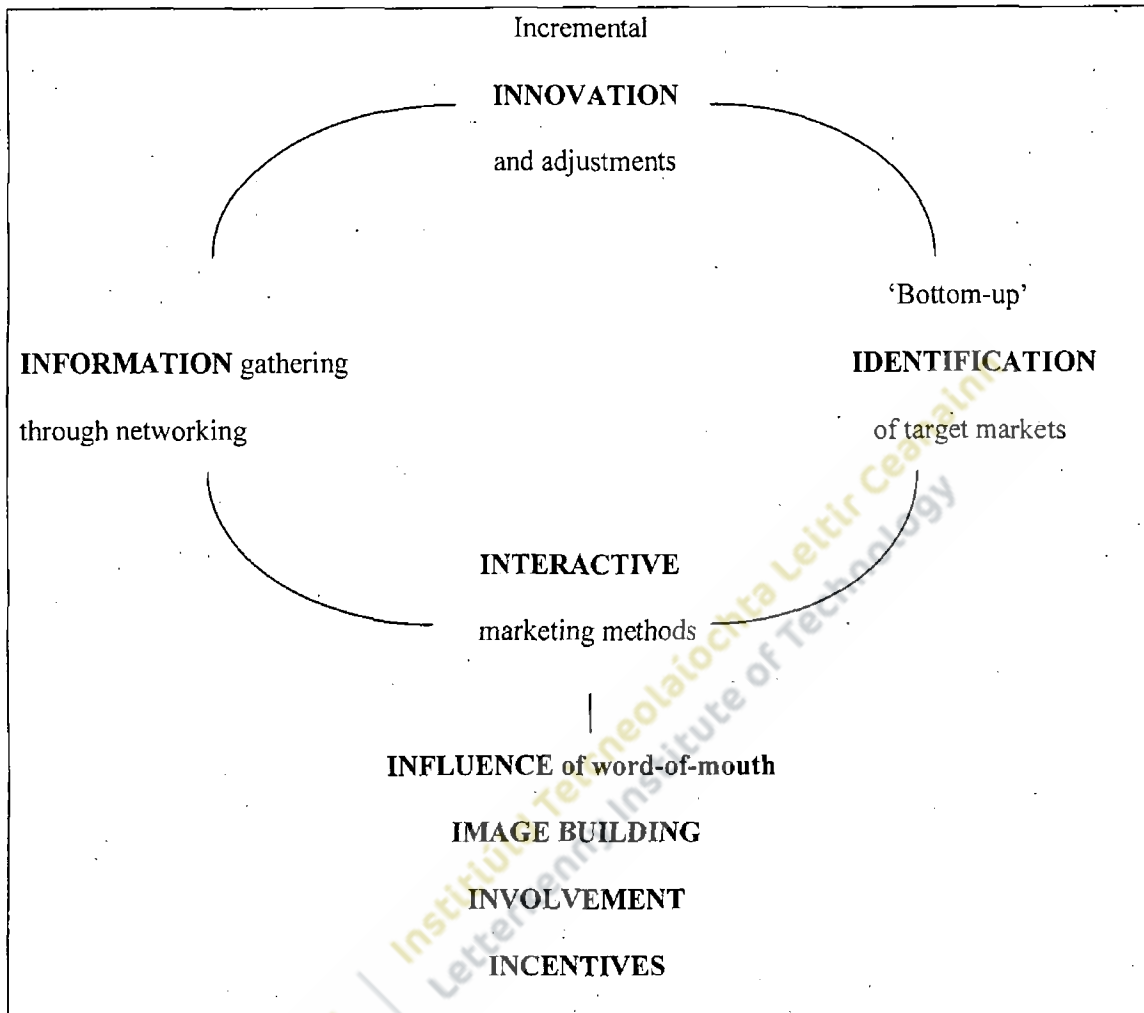 Incremental
INNOVATION
and adjustments
'Bottom-up'
INFORMATION gathering
IDENTIFICATION
through networking
of target markets
INTERACTIVE
marketing methods
INFLUENCE of word-of-mouth
IMAGE BUILDING
INVOLVEMENT
INCENTIVES
Institiúid Teicneolaíochta Leitir Ceanainn
Letterkenny Institute of Technology